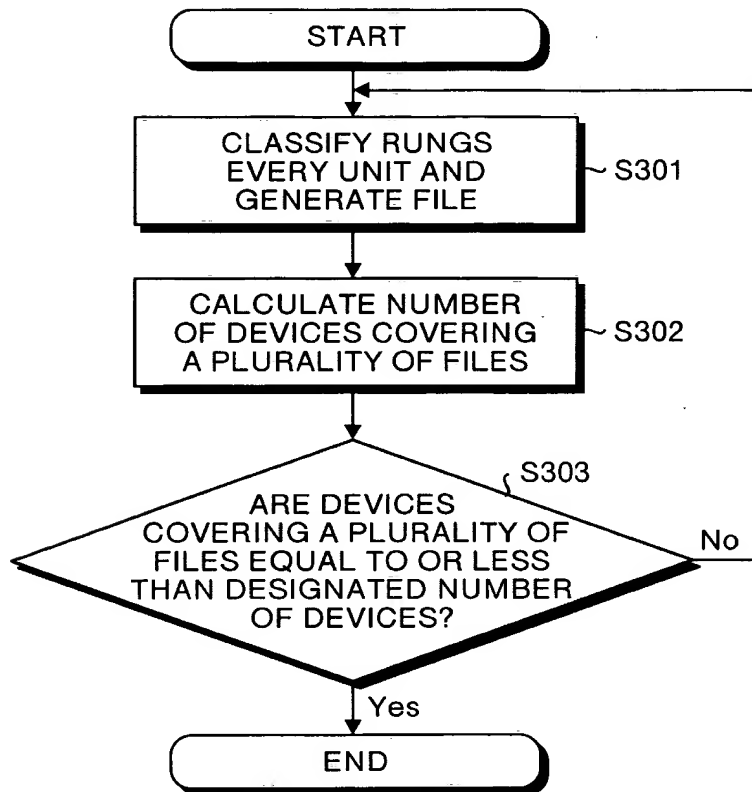 START
CLASSIFY RUNGS
EVERY UNIT AND
GENERATE FILE
S301
CALCULATE NUMBER
OF DEVICES COVERING
A PLURALITY OF FILES
S302
S303
ARE DEVICES
COVERING A PLURALITY OF
FILES EQUAL TO OR LESS
THAN DESIGNATED NUMBER
OF DEVICES?
No
Yes
END